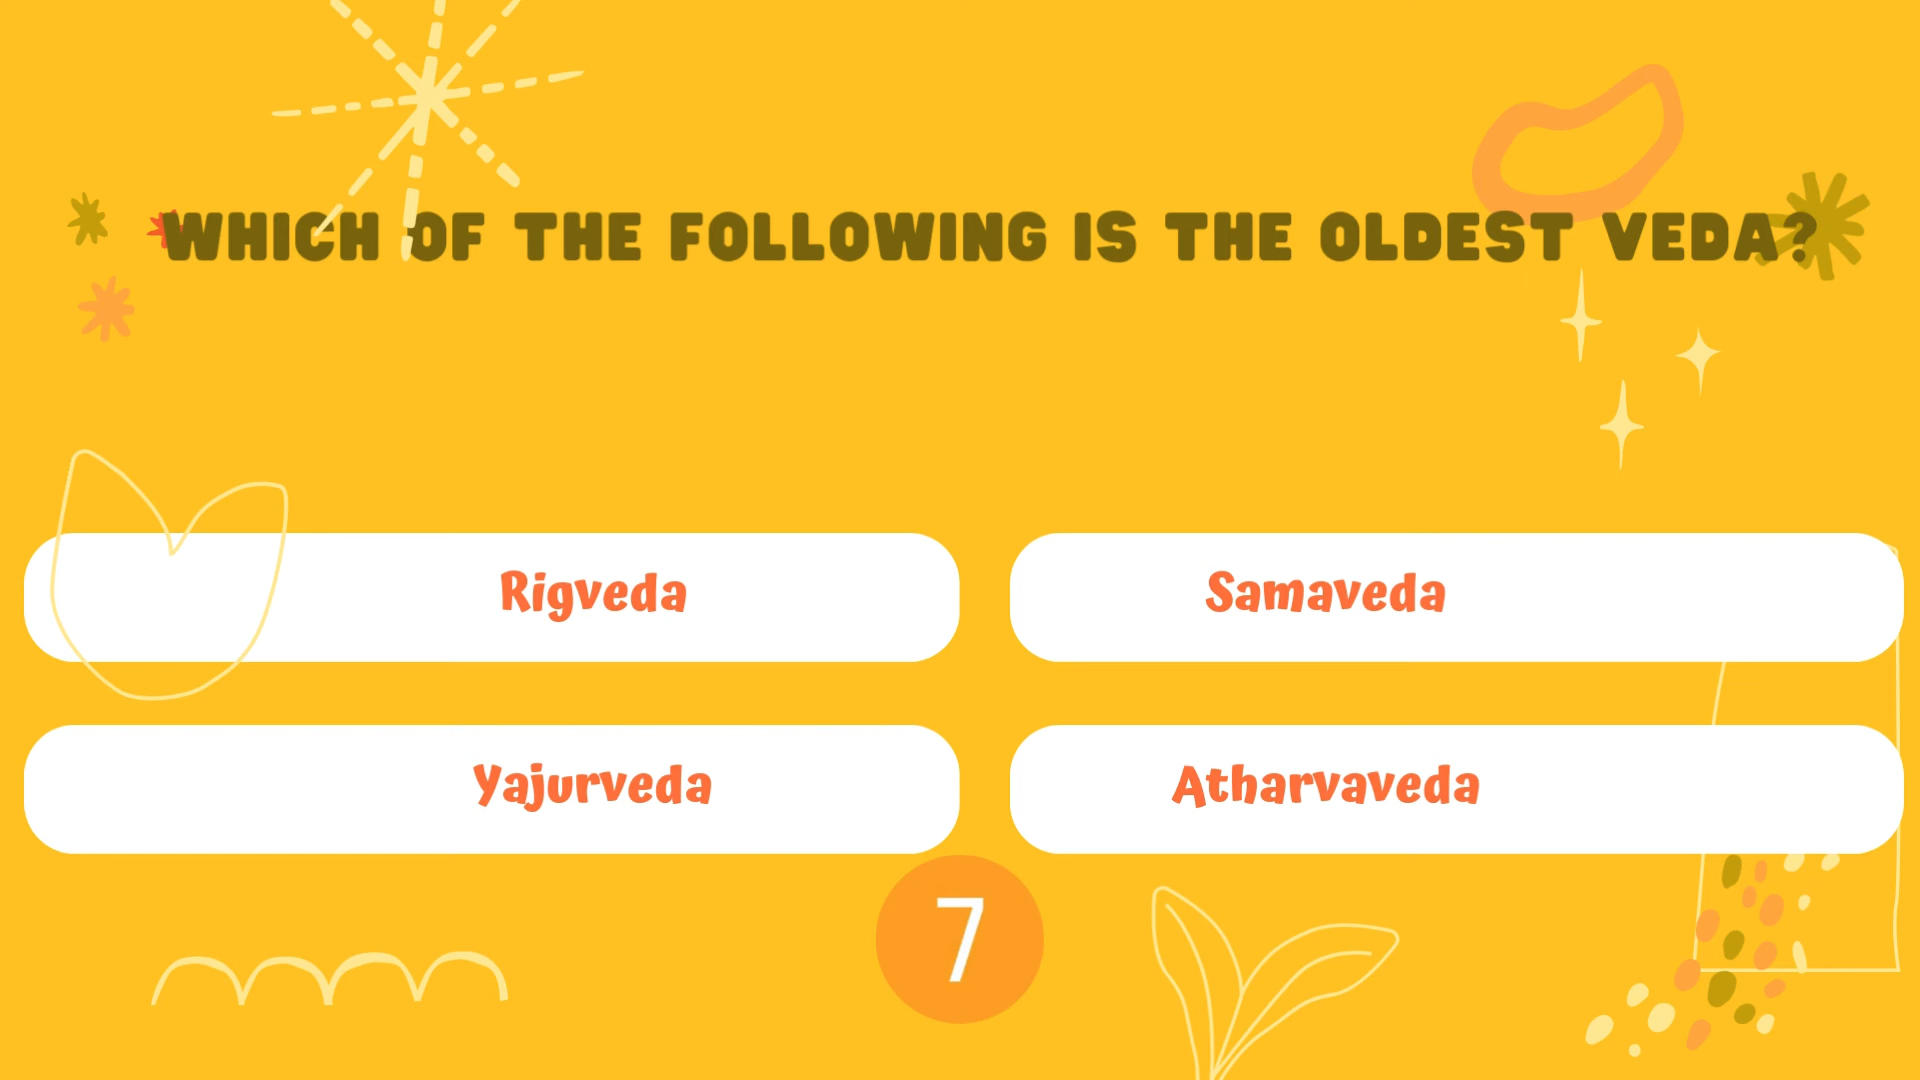 WHICH OF THE FOLLOWING IS THE OLDEST VEDA?
Rigveda
Samaveda
Yajurveda
Atharvaveda
7